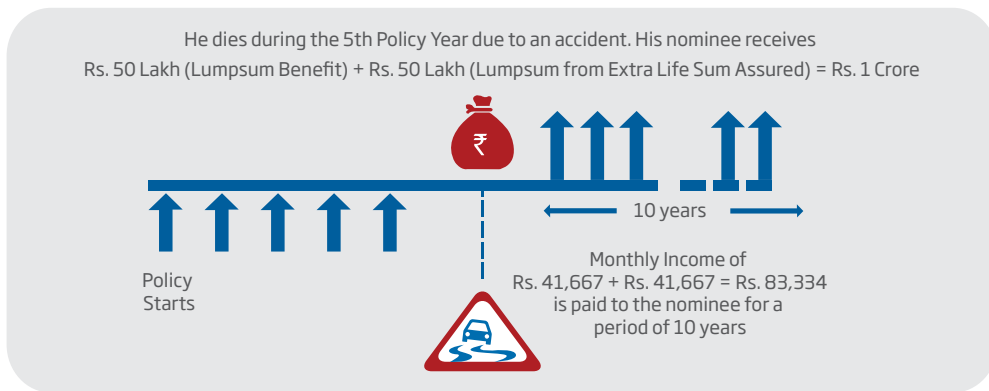 He dies during the 5th Policy Year due to an accident. His nominee receives
Rs. 50 Lakh (Lumpsum Benefit) + Rs. 50 Lakh (Lumpsum from Extra Life Sum Assured) = Rs. 1 Crore
₹
10 years
Policy
Starts
Monthly Income of
Rs. 41,667 + Rs. 41,667 = Rs. 83,334
is paid to the nominee for a
period of 10 years